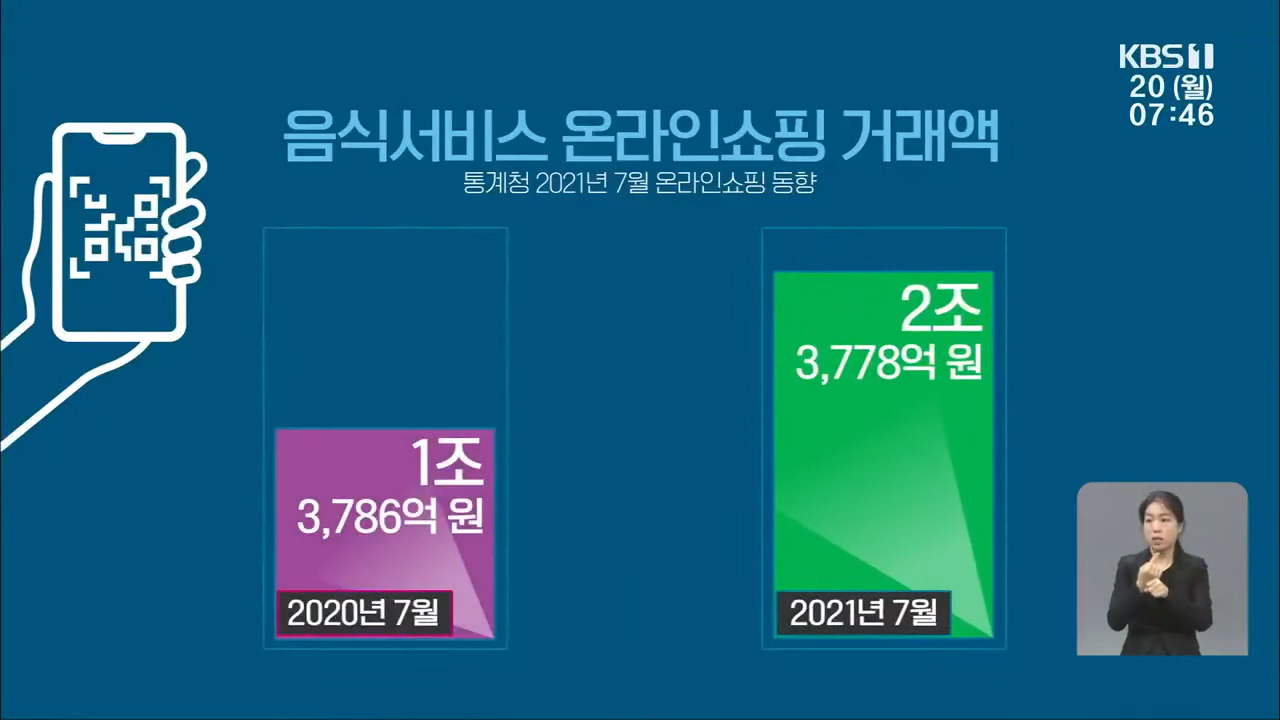 KBS 1
20 (월)
07:46
음식서비스 온라인쇼핑 거래액
통계청 2021년 7월 온라인쇼핑 동향
1조
3,786억 원
2020년 7월
2조
3,778억 원
2021년 7월